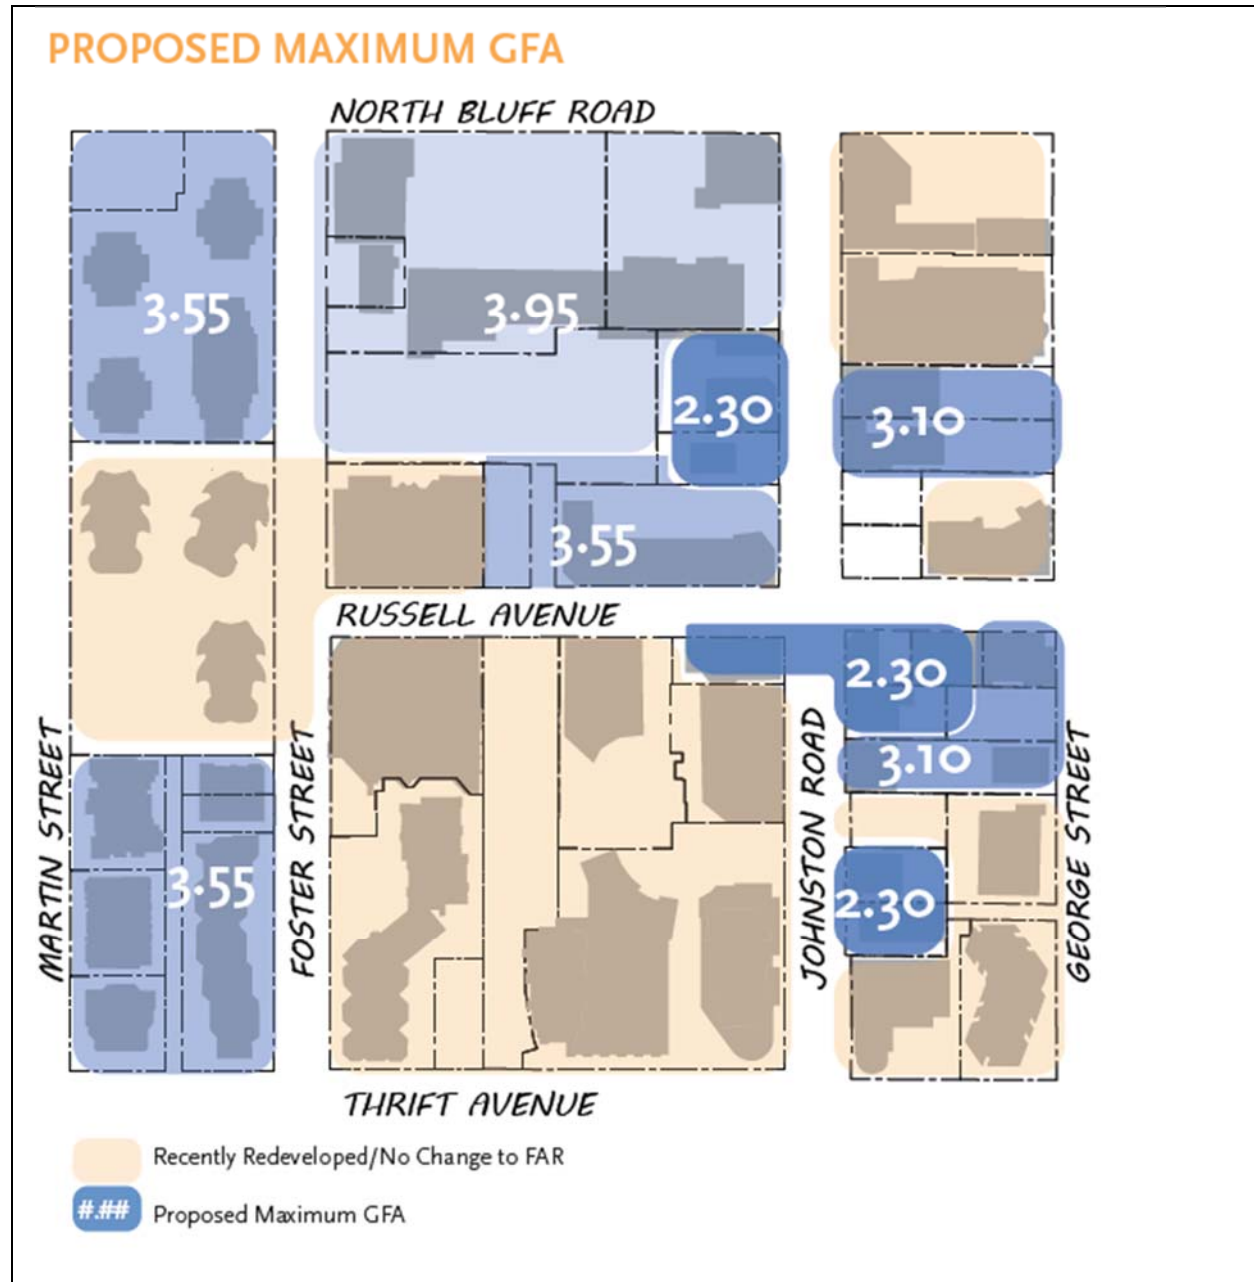 PROPOSED MAXIMUM GFA
NORTH BLUFF ROAD
3.55
3.95
2.30
3.10
3.55
RUSSELL AVENUE
2.30
3.10
MARTIN STREET
3.55
FOSTER STREET
JOHNSTON ROAD
2.30
GEORGE STREET
THRIFT AVENUE
Recently Redeveloped/No Change to FAR
#.## Proposed Maximum GFA